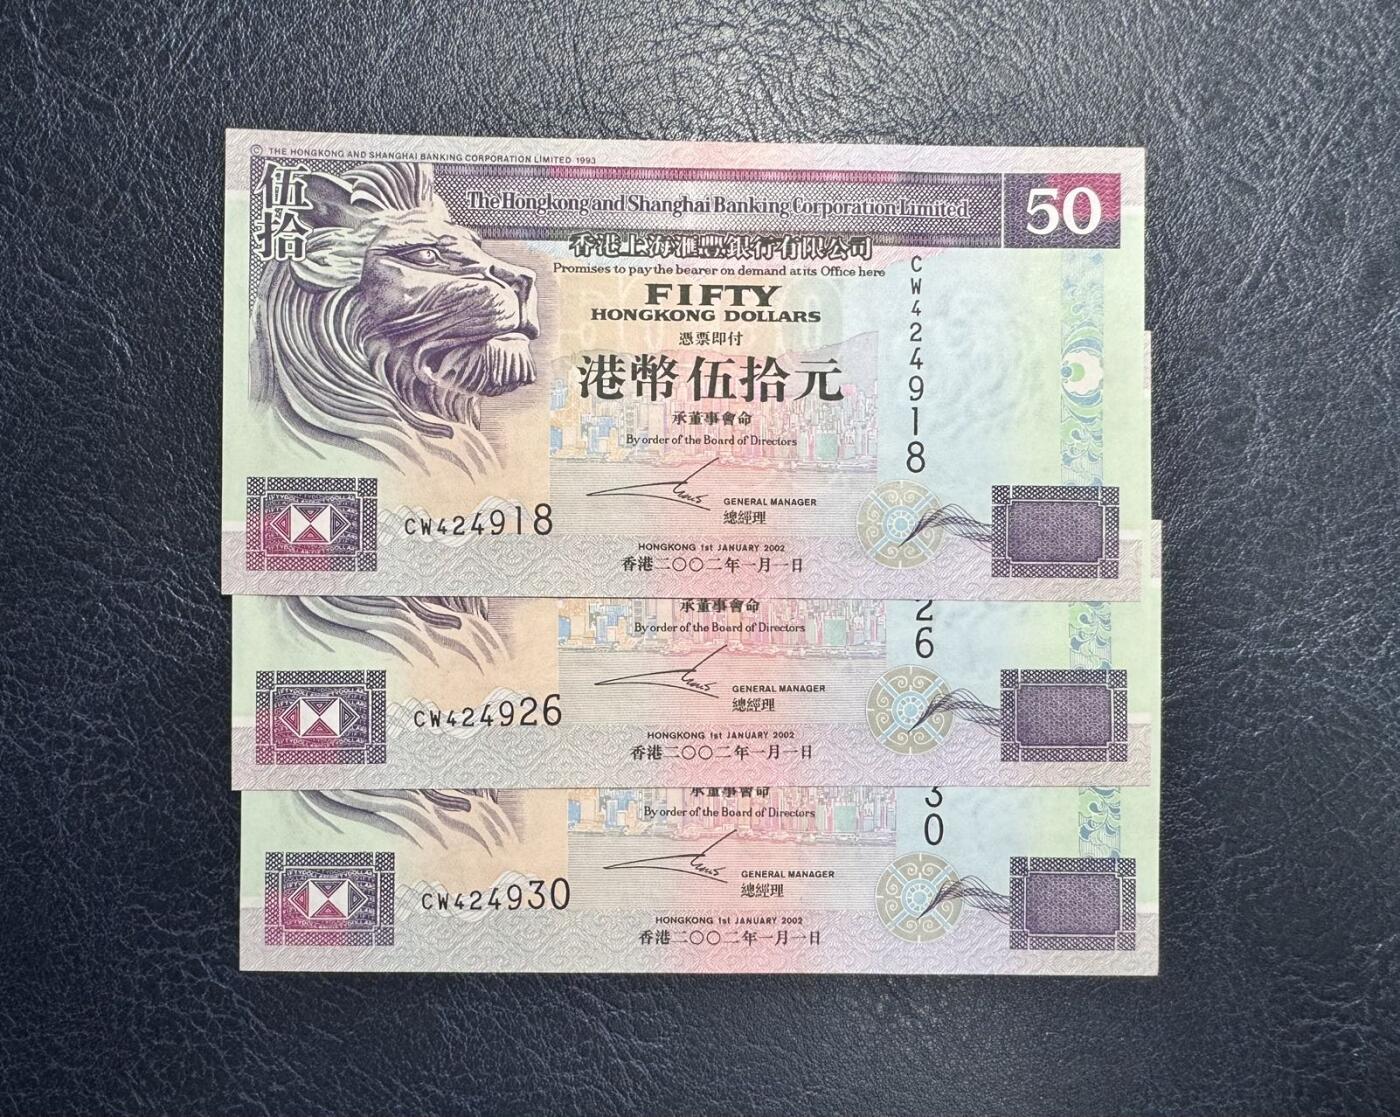 © THE HONGKONG AND SHANGHAI BANKING CORPORATION LIMITED 1993
伍拾
The Hongkong and Shanghai Banking Corporation Limited
50
香港上海滙豐銀行有限公司
Promises to pay the bearer on demand at its Office here
FIFTY
HONGKONG DOLLARS
憑票即付
港幣伍拾元
承董事會命
By order of the Board of Directors
CW424918
GENERAL MANAGER
總經理
CW424918
HONGKONG 1st JANUARY 2002
香港二〇〇二年一月一日
承董事會命
By order of the Board of Directors
26
GENERAL MANAGER
總經理
CW424926
HONGKONG 1st JANUARY 2002
香港二〇〇二年一月一日
承董事會命
By order of the Board of Directors
30
GENERAL MANAGER
總經理
CW424930
HONGKONG 1st JANUARY 2002
香港二〇〇二年一月一日